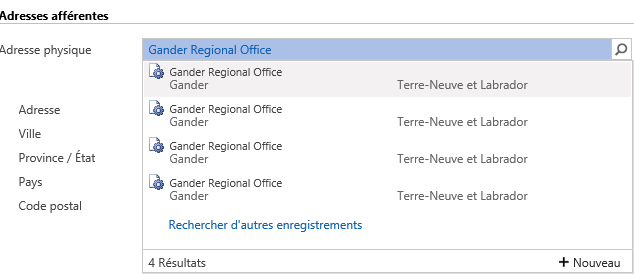 Adresses afférentes
Adresse physique
Gander Regional Office
Gander Regional Office
Gander Terre-Neuve et Labrador
Adresse
Gander Regional Office
Gander Terre-Neuve et Labrador
Ville
Province / État
Gander Regional Office
Gander Terre-Neuve et Labrador
Pays
Gander Regional Office
Gander Terre-Neuve et Labrador
Code postal
Rechercher d'autres enregistrements
4 Résultats + Nouveau